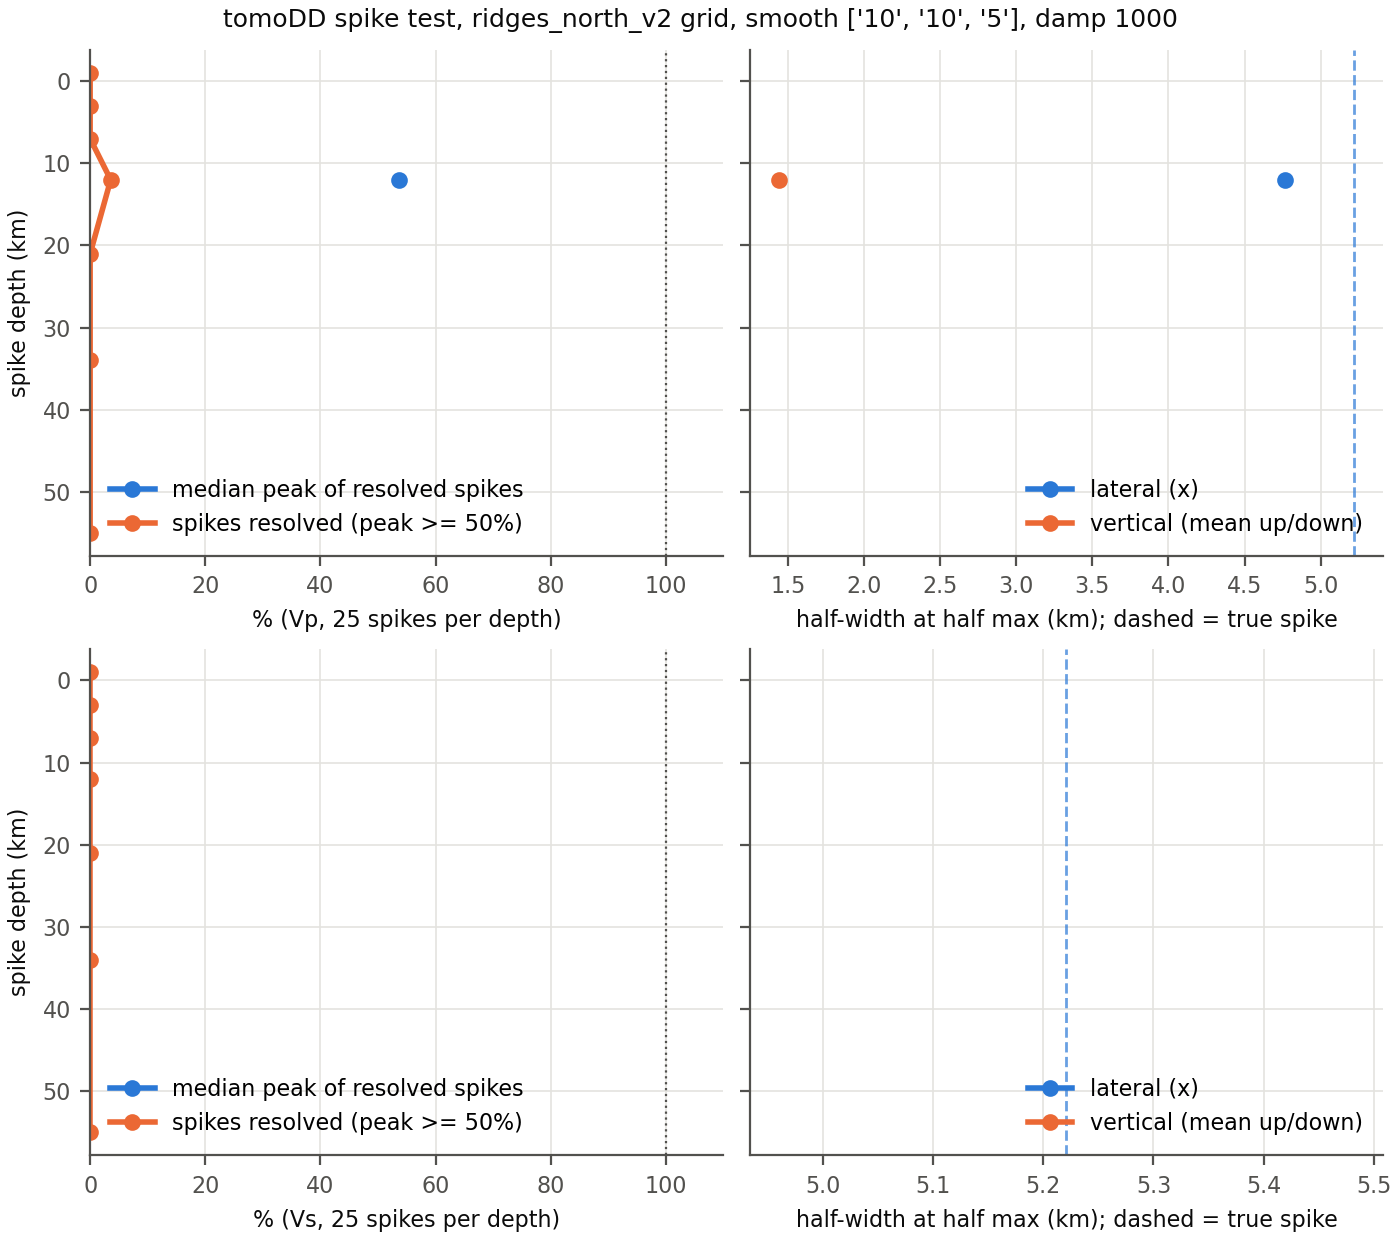 tomoDD spike test, ridges_north_v2 grid, smooth ['10', '10', '5'], damp 1000
spike depth (km)
0
10
20
30
40
50
median peak of resolved spikes
spikes resolved (peak >= 50%)
0 20 40 60 80 100
% (Vp, 25 spikes per depth)
lateral (x)
vertical (mean up/down)
1.5 2.0 2.5 3.0 3.5 4.0 4.5 5.0
half-width at half max (km); dashed = true spike
spike depth (km)
0
10
20
30
40
50
median peak of resolved spikes
spikes resolved (peak >= 50%)
0 20 40 60 80 100
% (Vs, 25 spikes per depth)
lateral (x)
vertical (mean up/down)
5.0 5.1 5.2 5.3 5.4 5.5
half-width at half max (km); dashed = true spike